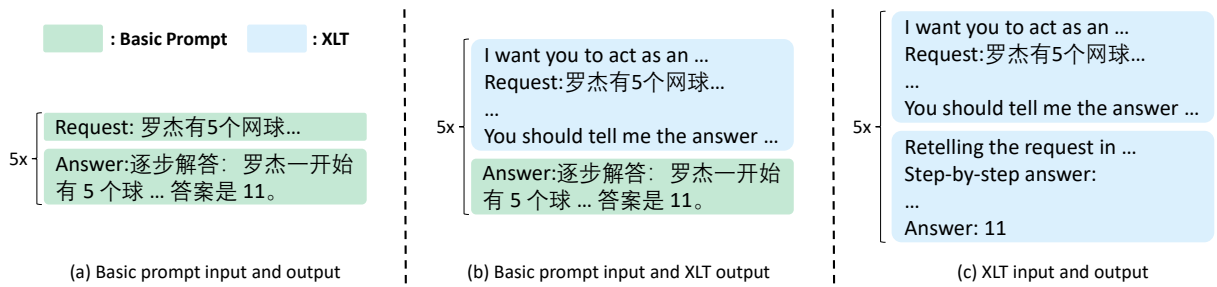 : Basic Prompt
: XLT
5x
Request: 罗杰有5个网球…
Answer:逐步解答：罗杰一开始
有 5 个球 … 答案是 11。
(a) Basic prompt input and output
5x
I want you to act as an …
Request:罗杰有5个网球…
…
You should tell me the answer …
Answer:逐步解答：罗杰一开始
有 5 个球 … 答案是 11。
(b) Basic prompt input and XLT output
5x
I want you to act as an …
Request:罗杰有5个网球…
…
You should tell me the answer …
Retelling the request in …
Step-by-step answer:
…
Answer: 11
(c) XLT input and output